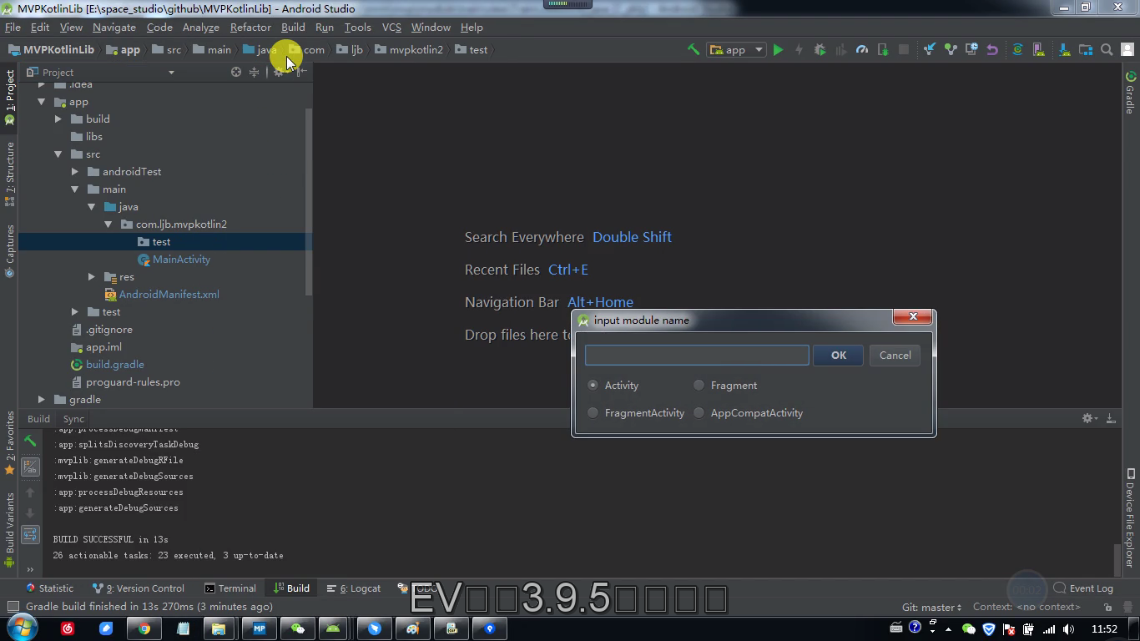 MVPKotlinLib [E:\space_studio\github\MVPKotlinLib] - Android Studio
File Edit View Navigate Code Analyze Refactor Build Run Tools VCS Window Help
MVPKotlinLib app src main java com ljb mvpkotlin2 test
app
Project
1: Project
7: Structure
Captures
2: Favorites
Build Variants
Gradle
Device File Explorer
.idea
app
build
libs
src
androidTest
main
java
com.ljb.mvpkotlin2
test
MainActivity
res
AndroidManifest.xml
test
.gitignore
app.iml
build.gradle
proguard-rules.pro
gradle
Search Everywhere Double Shift
Recent Files Ctrl+E
Navigation Bar Alt+Home
Drop files here to
input module name
OK Cancel
Activity Fragment
FragmentActivity AppCompatActivity
Build Sync
:app:processDebugManifest
:app:splitsDiscoveryTaskDebug
:mvplib:generateDebugRFile
:mvplib:generateDebugSources
:app:processDebugResources
:app:generateDebugSources
BUILD SUCCESSFUL in 13s
26 actionable tasks: 23 executed, 3 up-to-date
Statistic 9: Version Control Terminal Build 6: Logcat TODO Event Log
EV 3.9.5
Gradle build finished in 13s 270ms (3 minutes ago)
Git: master Context: <no context>
11:52